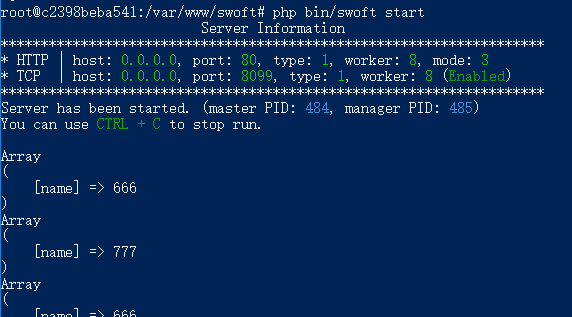 root@c2398beba541:/var/www/swoft# php bin/swoft start
Server Information
********************************************************************
* HTTP | host: 0.0.0.0, port: 80, type: 1, worker: 8, mode: 3
* TCP | host: 0.0.0.0, port: 8099, type: 1, worker: 8 (Enabled)
********************************************************************
Server has been started. (master PID: 484, manager PID: 485)
You can use CTRL + C to stop run.
Array
(
[name] => 666
)
Array
(
[name] => 777
)
Array
(
[name] => 666